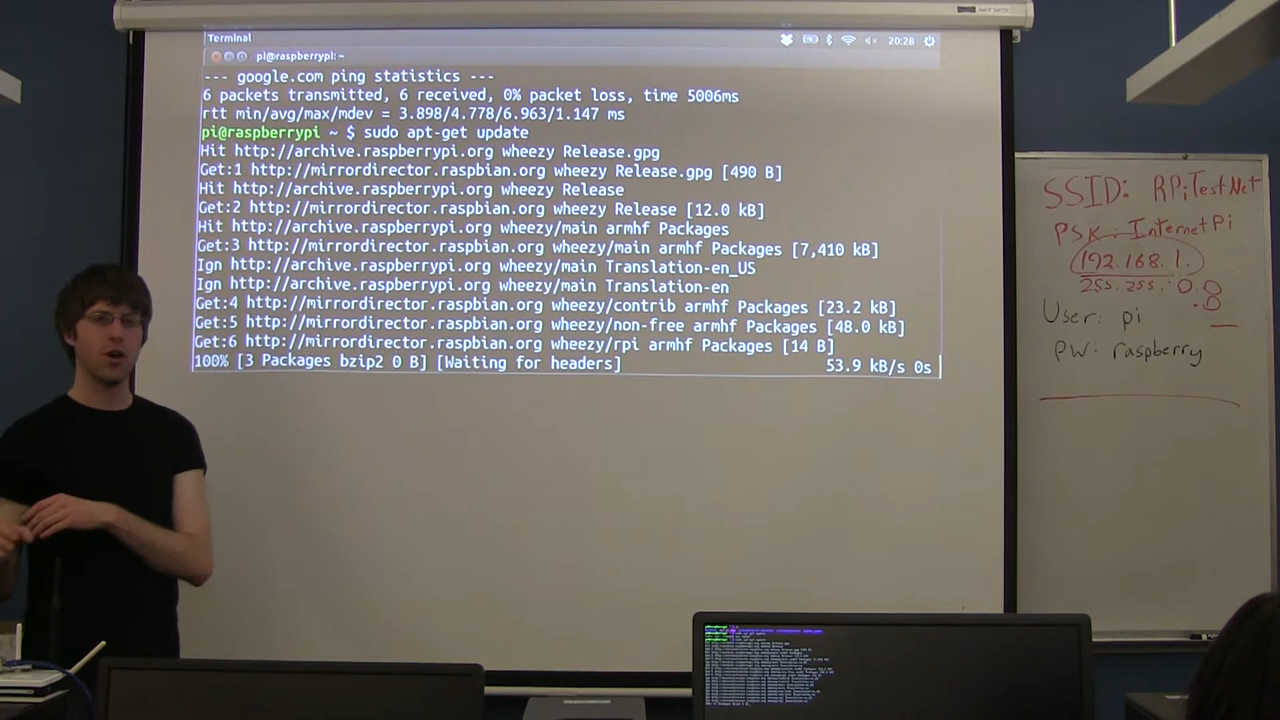 Terminal
20:28
pi@raspberrypi: ~
--- google.com ping statistics ---
6 packets transmitted, 6 received, 0% packet loss, time 5006ms
rtt min/avg/max/mdev = 3.898/4.778/6.963/1.147 ms
pi@raspberrypi ~ $ sudo apt-get update
Hit http://archive.raspberrypi.org wheezy Release.gpg
Get:1 http://mirrordirector.raspbian.org wheezy Release.gpg [490 B]
Hit http://archive.raspberrypi.org wheezy Release
Get:2 http://mirrordirector.raspbian.org wheezy Release [12.0 kB]
Hit http://archive.raspberrypi.org wheezy/main armhf Packages
Get:3 http://mirrordirector.raspbian.org wheezy/main armhf Packages [7,410 kB]
Ign http://archive.raspberrypi.org wheezy/main Translation-en_US
Ign http://archive.raspberrypi.org wheezy/main Translation-en
Get:4 http://mirrordirector.raspbian.org wheezy/contrib armhf Packages [23.2 kB]
Get:5 http://mirrordirector.raspbian.org wheezy/non-free armhf Packages [48.0 kB]
Get:6 http://mirrordirector.raspbian.org wheezy/rpi armhf Packages [14 B]
100% [3 Packages bzip2 0 B] [Waiting for headers] 53.9 kB/s 0s
SSID: RPiTestNet
PSK: InternetPi
192.168.1.
255.255.0.0
User: pi
PW: raspberry